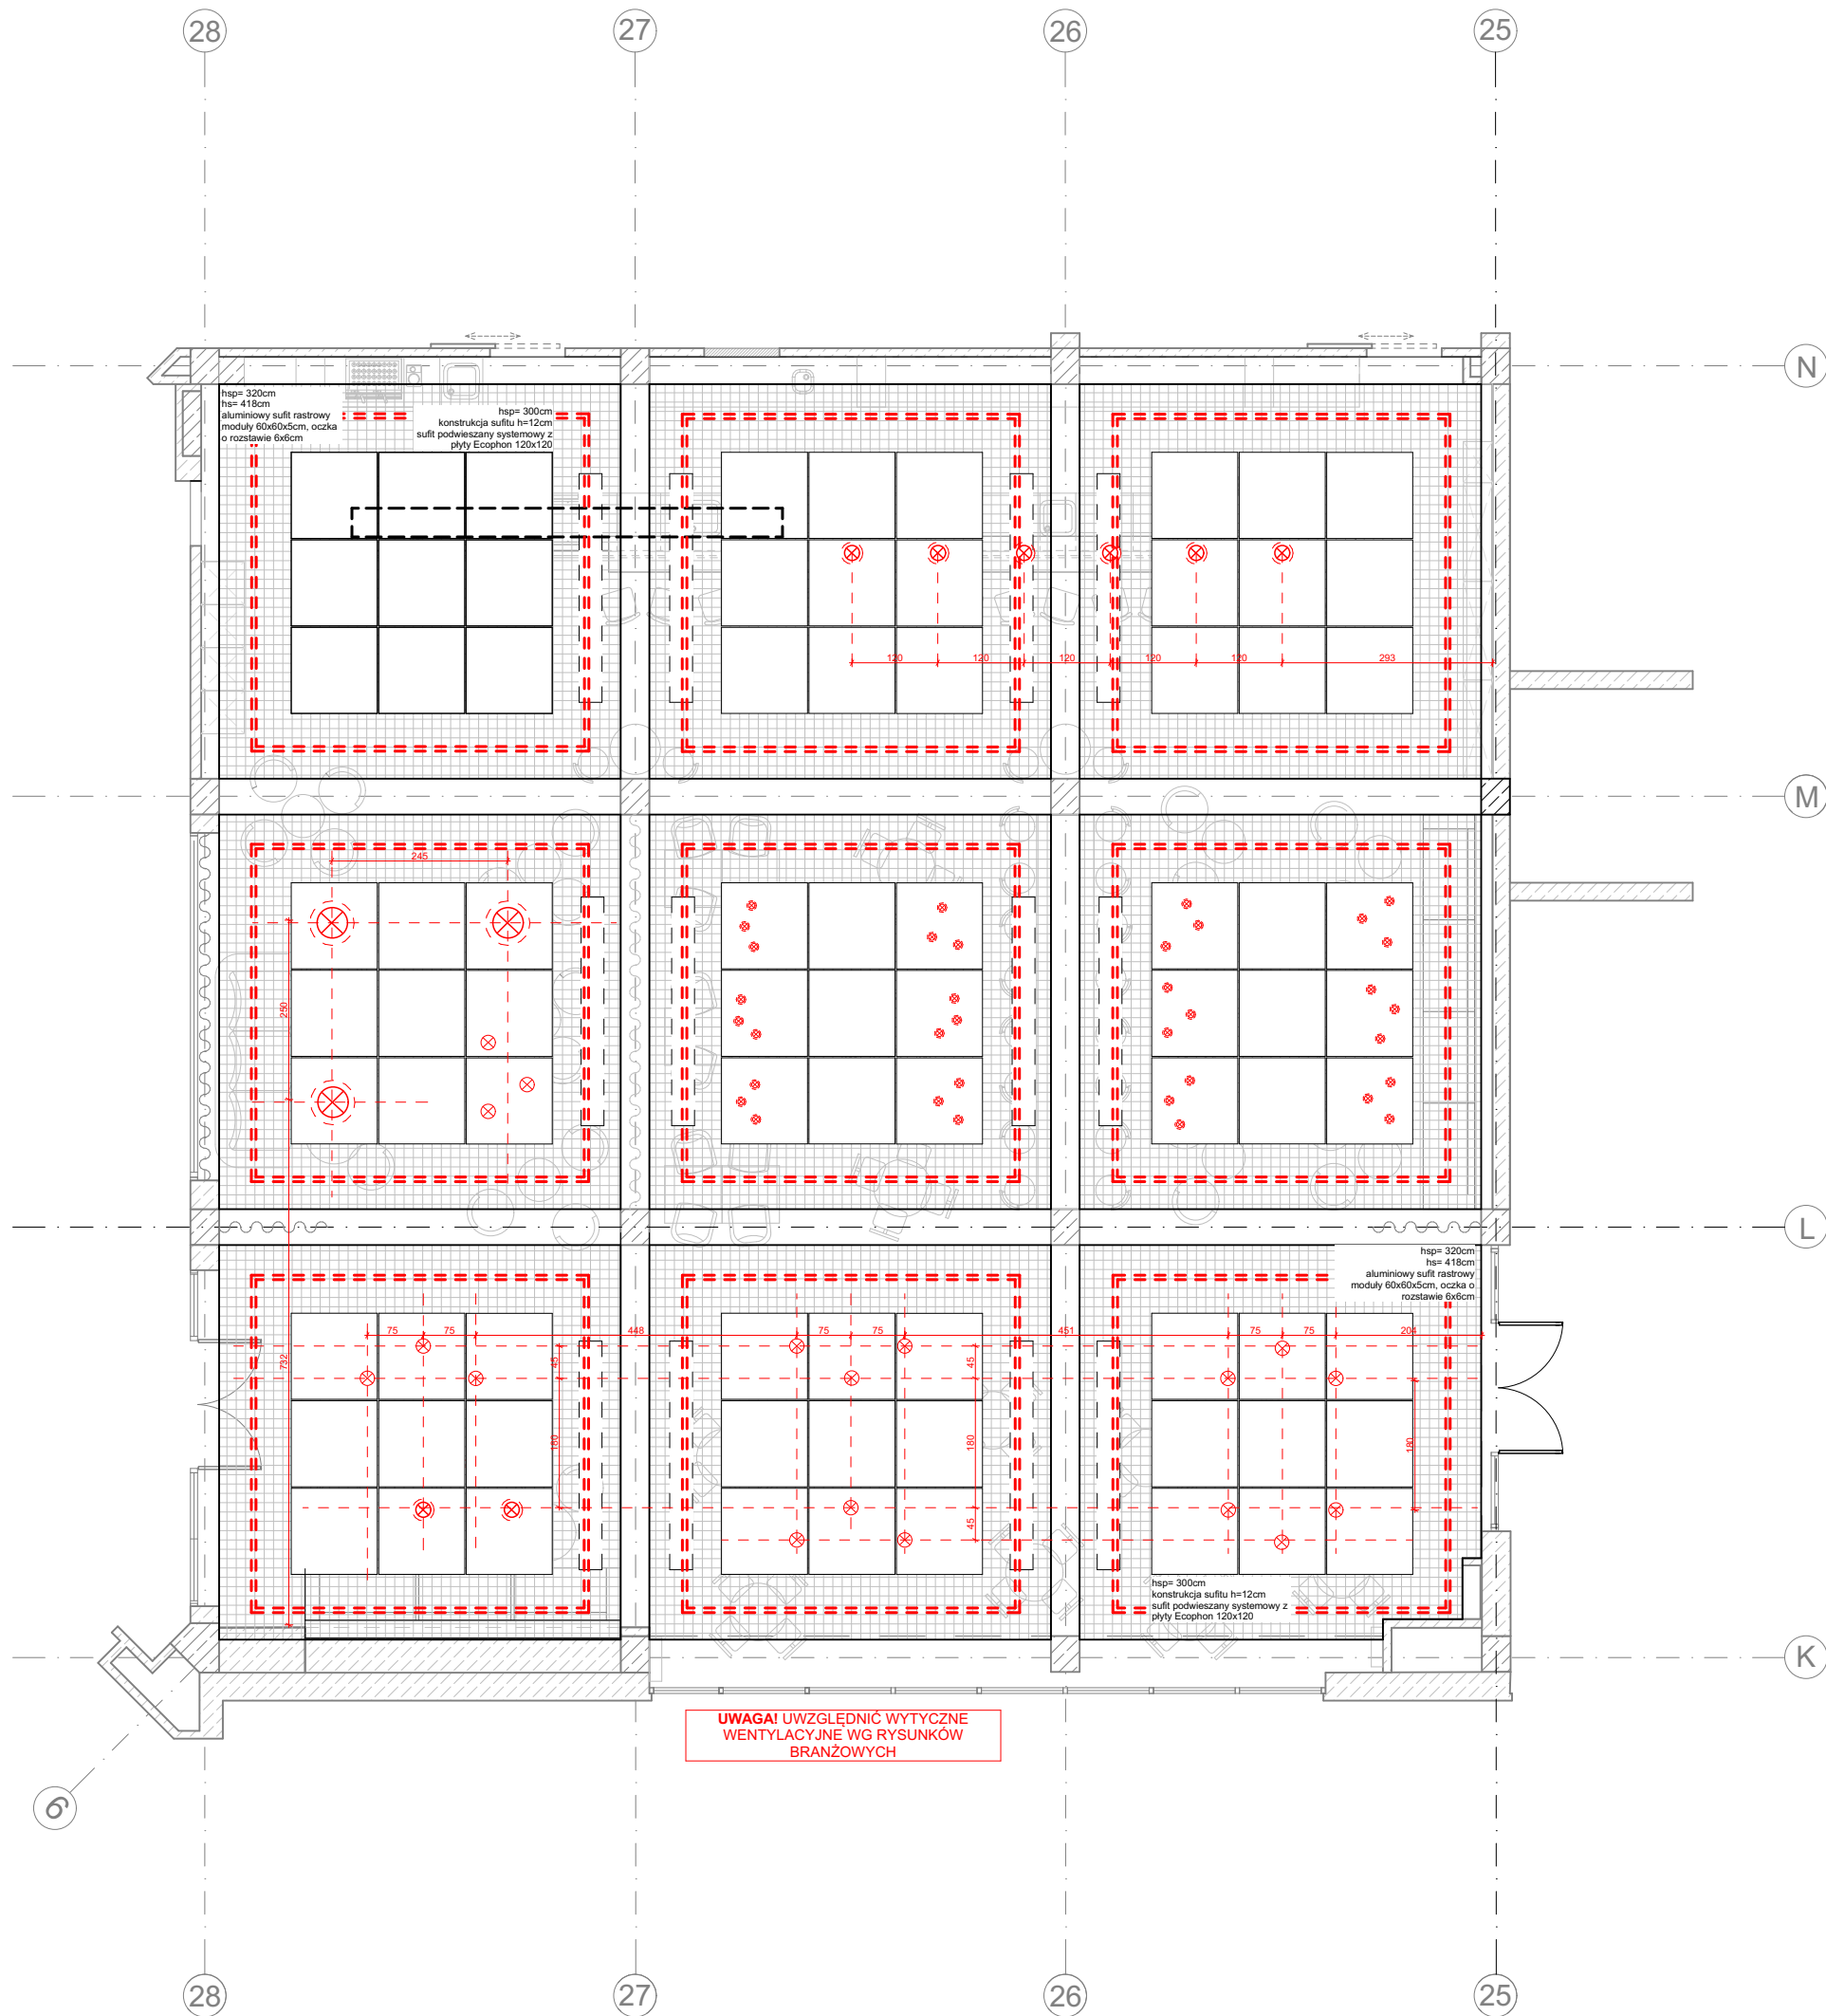 28
27
26
25
N
hsp= 320cm
hs= 418cm
aluminiowy sufit rastrowy
moduły 60x60x5cm, oczka
o rozstawie 6x6cm
hsp= 300cm
konstrukcja sufitu h=12cm
sufit podwieszany systemowy z
płyty Ecophon 120x120
120
120
120
120
120
293
M
245
250
L
hsp= 320cm
hs= 418cm
aluminiowy sufit rastrowy
moduły 60x60x5cm, oczka o
rozstawie 6x6cm
75
75
448
75
75
451
75
75
204
732
45
180
45
180
45
180
hsp= 300cm
konstrukcja sufitu h=12cm
sufit podwieszany systemowy z
płyty Ecophon 120x120
K
UWAGA! UWZGLĘDNIĆ WYTYCZNE
WENTYLACYJNE WG RYSUNKÓW
BRANŻOWYCH
6
28
27
26
25